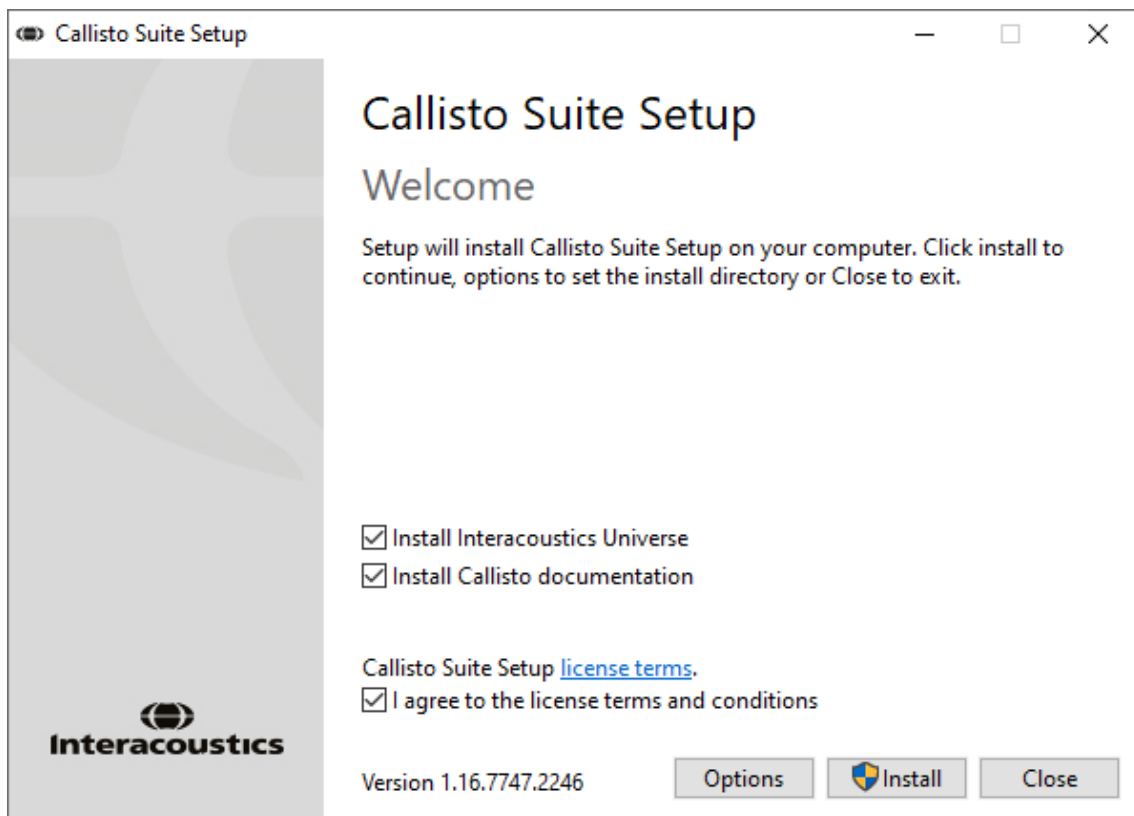 Callisto Suite Setup
Callisto Suite Setup
Welcome
Setup will install Callisto Suite Setup on your computer. Click install to
continue, options to set the install directory or Close to exit.
Install Interacoustics Universe
Install Callisto documentation
Callisto Suite Setup license terms.
I agree to the license terms and conditions
Interacoustics
Version 1.16.7747.2246
Options
Install
Close